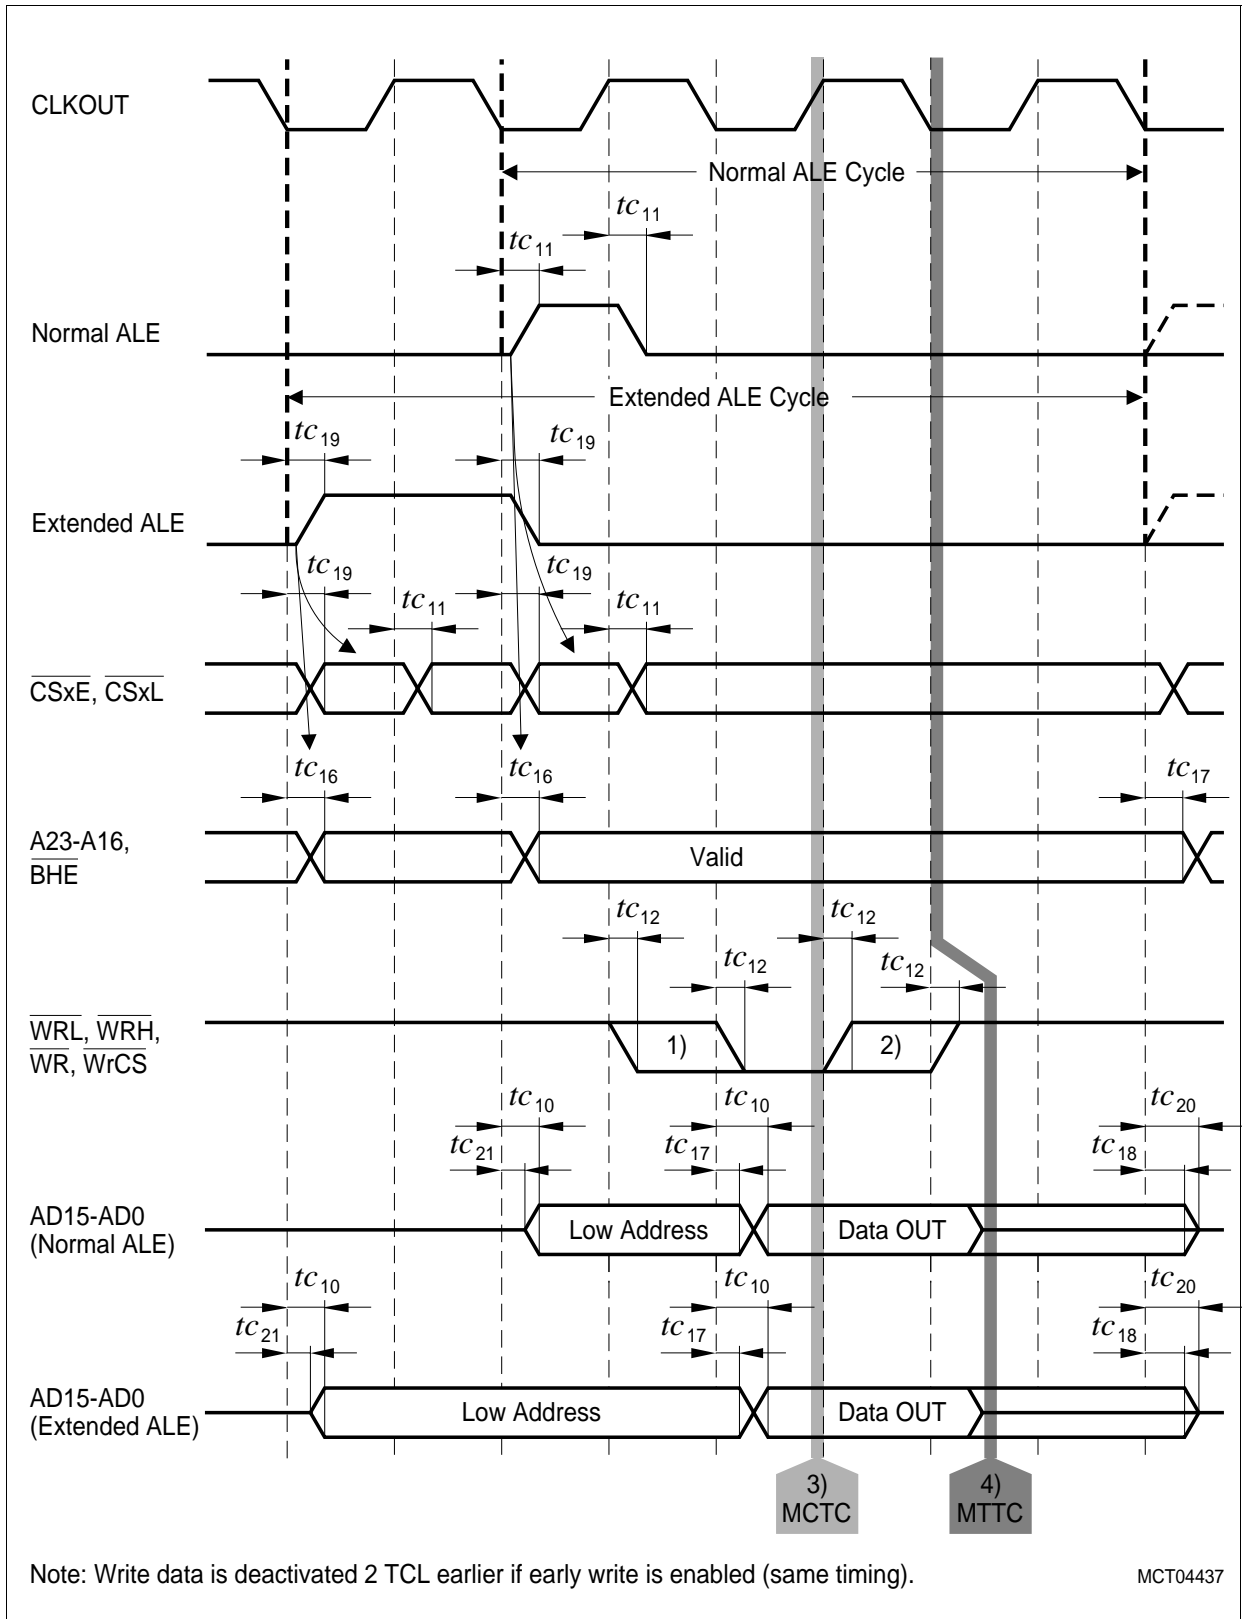 CLKOUT
Normal ALE Cycle
tc11
tc11
Normal ALE
Extended ALE Cycle
tc19
tc19
Extended ALE
tc19
tc19
tc11
tc11
CSxE, CSxL
tc16
tc16
tc17
A23-A16,
BHE
Valid
tc12
tc12
tc12
tc12
WRL, WRH,
WR, WrCS
1)
2)
tc10
tc10
tc20
tc21
tc17
tc18
AD15-AD0
(Normal ALE)
Low Address
Data OUT
tc10
tc10
tc20
tc21
tc17
tc18
AD15-AD0
(Extended ALE)
Low Address
Data OUT
3)
MCTC
4)
MTTC
Note: Write data is deactivated 2 TCL earlier if early write is enabled (same timing).
MCT04437